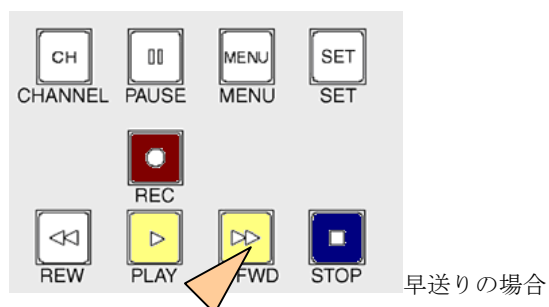 CH MENU SET
CHANNEL PAUSE MENU SET
REC
REW PLAY FWD STOP
早送りの場合